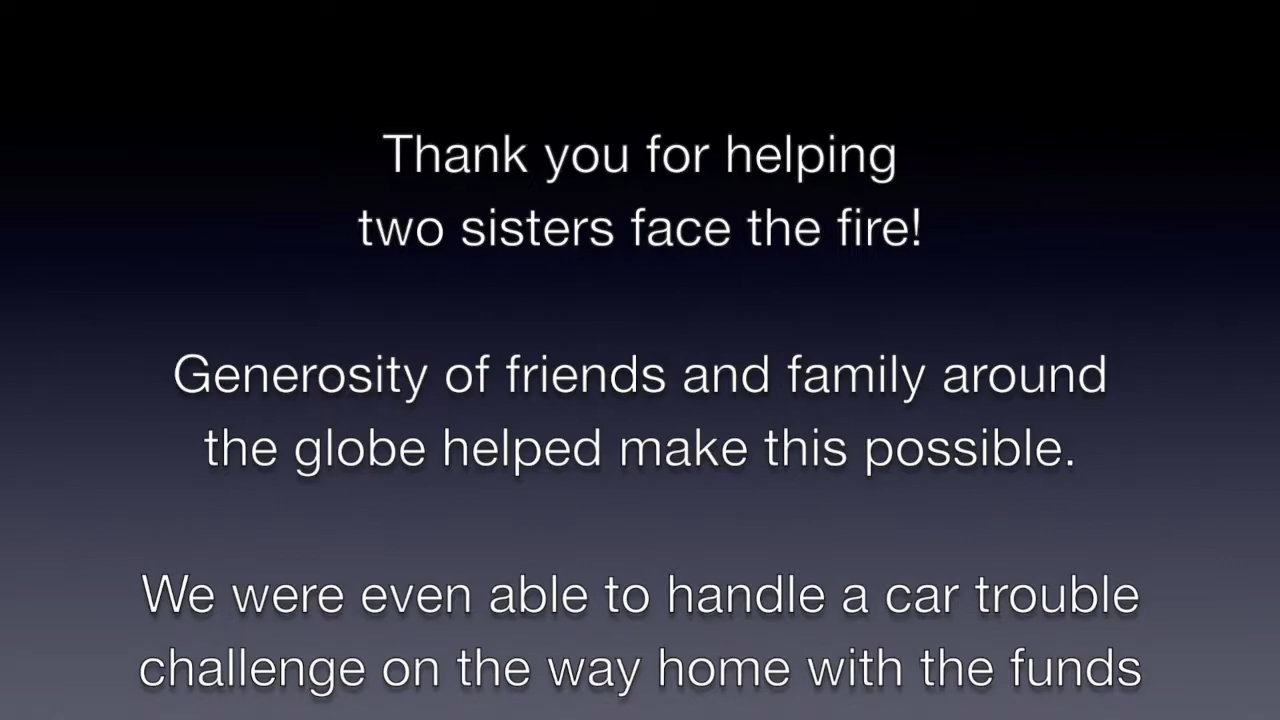 Thank you for helping
two sisters face the fire!
Generosity of friends and family around
the globe helped make this possible.
We were even able to handle a car trouble
challenge on the way home with the funds